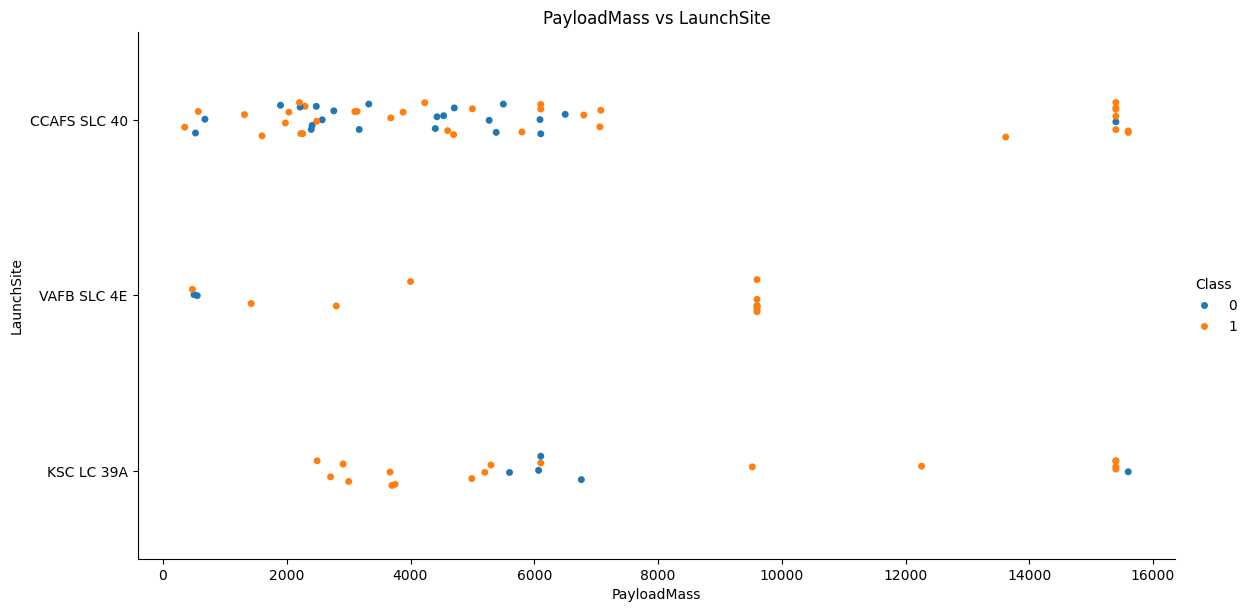 PayloadMass vs LaunchSite
LaunchSite
CCAFS SLC 40
VAFB SLC 4E
KSC LC 39A
0 2000 4000 6000 8000 10000 12000 14000 16000
PayloadMass
Class
0
1